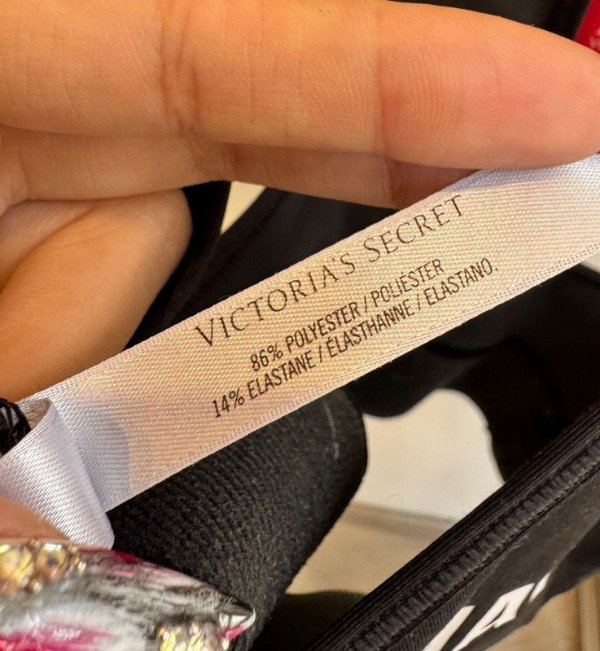 VICTORIA'S SECRET
86% POLYESTER / POLIÉSTER
14% ELASTANE / ÉLASTHANNE / ELASTANO.